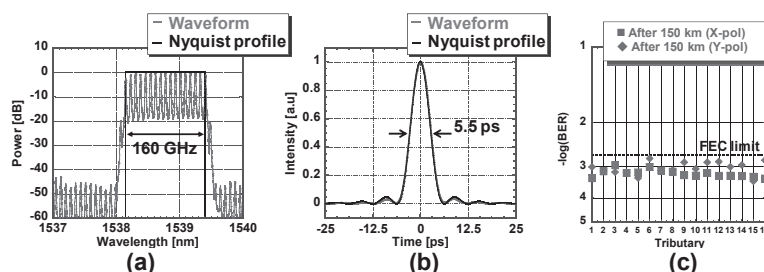 Waveform
Nyquist profile
Power [dB]
10
0
-10
-20
-30
-40
-50
-60
160 GHz
1537
1538
1539
1540
Wavelength [nm]
(a)
Waveform
Nyquist profile
Intensity [a.u]
1
0.8
0.6
0.4
0.2
0
5.5 ps
-25
-12.5
0
12.5
25
Time [ps]
(b)
After 150 km (X-pol)
After 150 km (Y-pol)
-log(BER)
1
2
3
4
5
FEC limit
1 2 3 4 5 6 7 8 9 10 11 12 13 14 15
Tributary
(c)